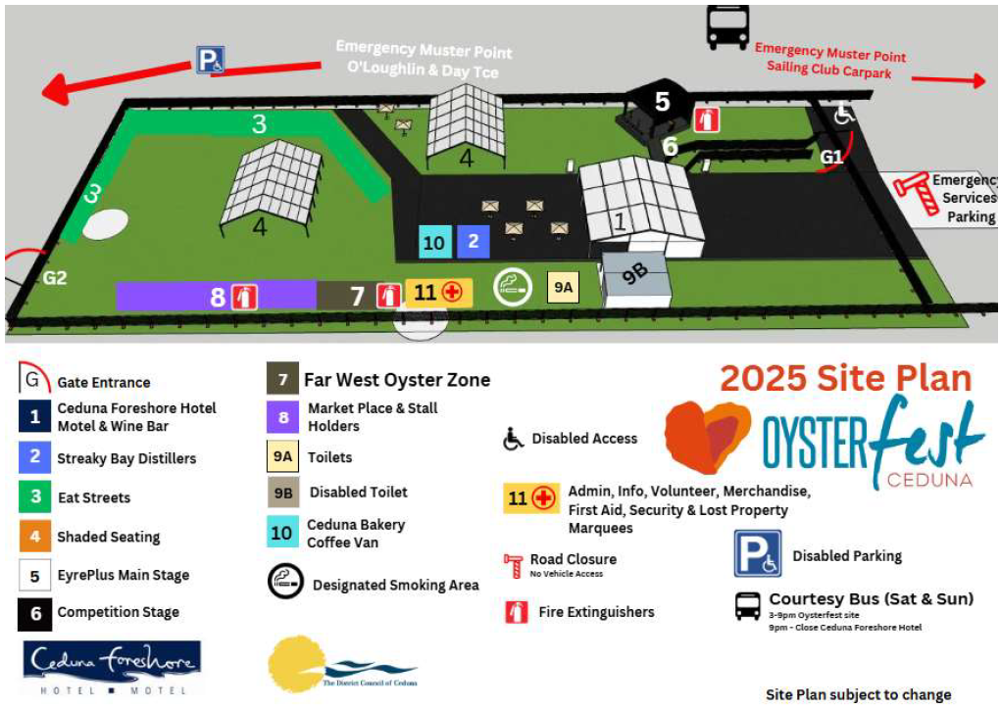 P
Emergency Muster Point
O'Loughlin & Day Tce
Emergency Muster Point
Sailing Club Carpark
5
3
4
6
G1
3
4
1
Emergency
Services
Parking
10
2
G2
9B
9A
8
7
11
G
Gate Entrance
1
Ceduna Foreshore Hotel
Motel & Wine Bar
2
Streaky Bay Distillers
3
Eat Streets
4
Shaded Seating
5
EyrePlus Main Stage
6
Competition Stage
7
Far West Oyster Zone
8
Market Place & Stall
Holders
9A
Toilets
9B
Disabled Toilet
10
Ceduna Bakery
Coffee Van
Designated Smoking Area
Disabled Access
11
Admin, Info, Volunteer, Merchandise,
First Aid, Security & Lost Property
Marquees
Road Closure
No Vehicle Access
Fire Extinguishers
2025 Site Plan
OYSTER fest
CEDUNA
P
Disabled Parking
Courtesy Bus (Sat & Sun)
3-9pm Oysterfest site
9pm - Close Ceduna Foreshore Hotel
Ceduna foreshore
HOTEL ■ MOTEL
The District Council of Ceduna
Site Plan subject to change